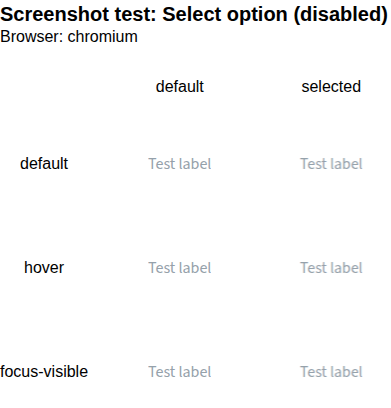 Screenshot test: Select option (disabled)
Browser: chromium
default selected
default Test label Test label
hover Test label Test label
focus-visible Test label Test label